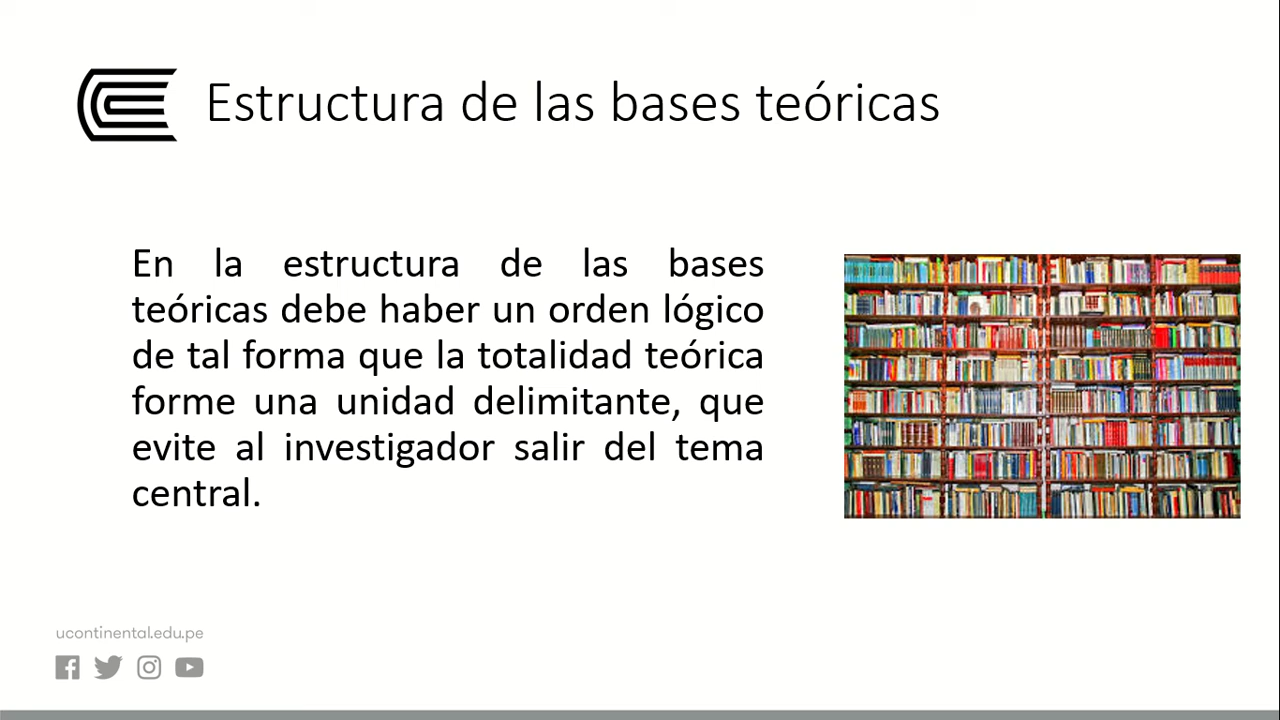 Estructura de las bases teóricas
En la estructura de las bases
teóricas debe haber un orden lógico
de tal forma que la totalidad teórica
forme una unidad delimitante, que
evite al investigador salir del tema
central.
ucontinental.edu.pe